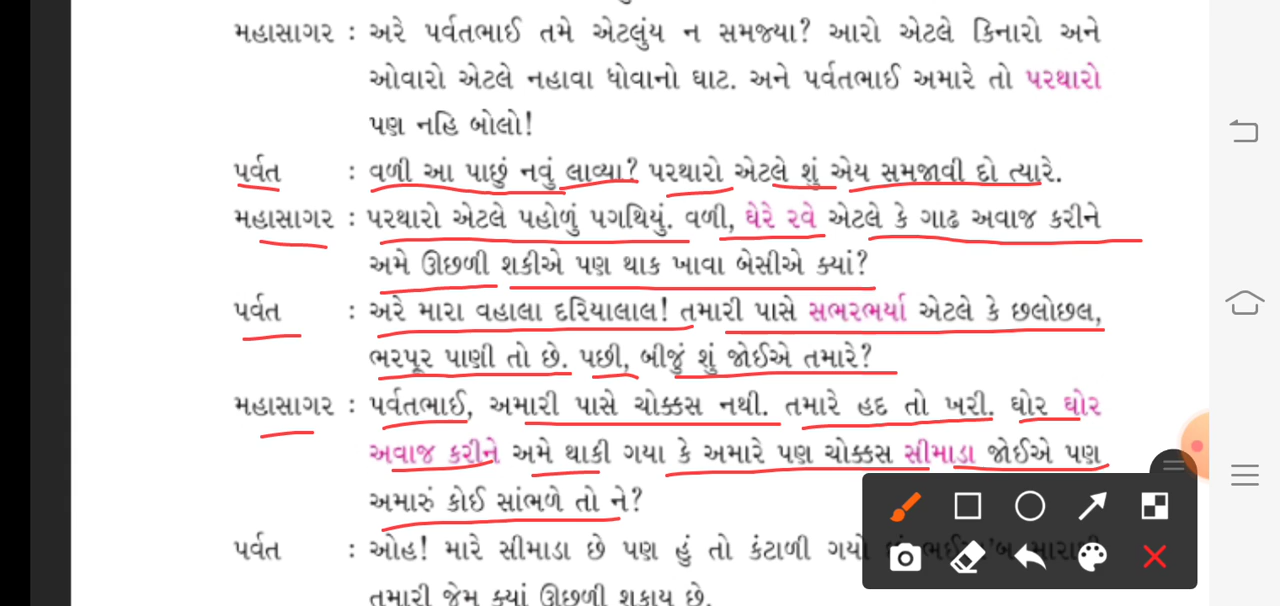 મહાસાગર : અરે પર્વતભાઈ તમે એટલુંય ન સમજ્યા? આરો એટલે કિનારો અને
ઓવારો એટલે નહાવા ધોવાનો ઘાટ. અને પર્વતભાઈ અમારે તો પરથારો
પણ નહિ બોલો!
પર્વત : વળી આ પાછું નવું લાવ્યા? પરથારો એટલે શું એય સમજાવી દો ત્યારે.
મહાસાગર : પરથારો એટલે પહોળું પગથિયું. વળી, ઘેરે રવે એટલે કે ગાઢ અવાજ કરીને
અમે ઊછળી શકીએ પણ થાક ખાવા બેસીએ ક્યાં?
પર્વત : અરે મારા વહાલા દરિયાલાલ! તમારી પાસે સભરભર્યા એટલે કે છલોછલ,
ભરપૂર પાણી તો છે. પછી, બીજું શું જોઈએ તમારે?
મહાસાગર : પર્વતભાઈ, અમારી પાસે ચોક્કસ નથી. તમારે હદ તો ખરી. ઘોર ઘોર
અવાજ કરીને અમે થાકી ગયા કે અમારે પણ ચોક્કસ સીમાડા જોઈએ પણ
અમારું કોઈ સાંભળે તો ને?
પર્વત : ઓહ! મારે સીમાડા છે પણ હું તો કંટાળી ગયો
તમારી જેમ ક્યાં ઊછળી શકાય છે.